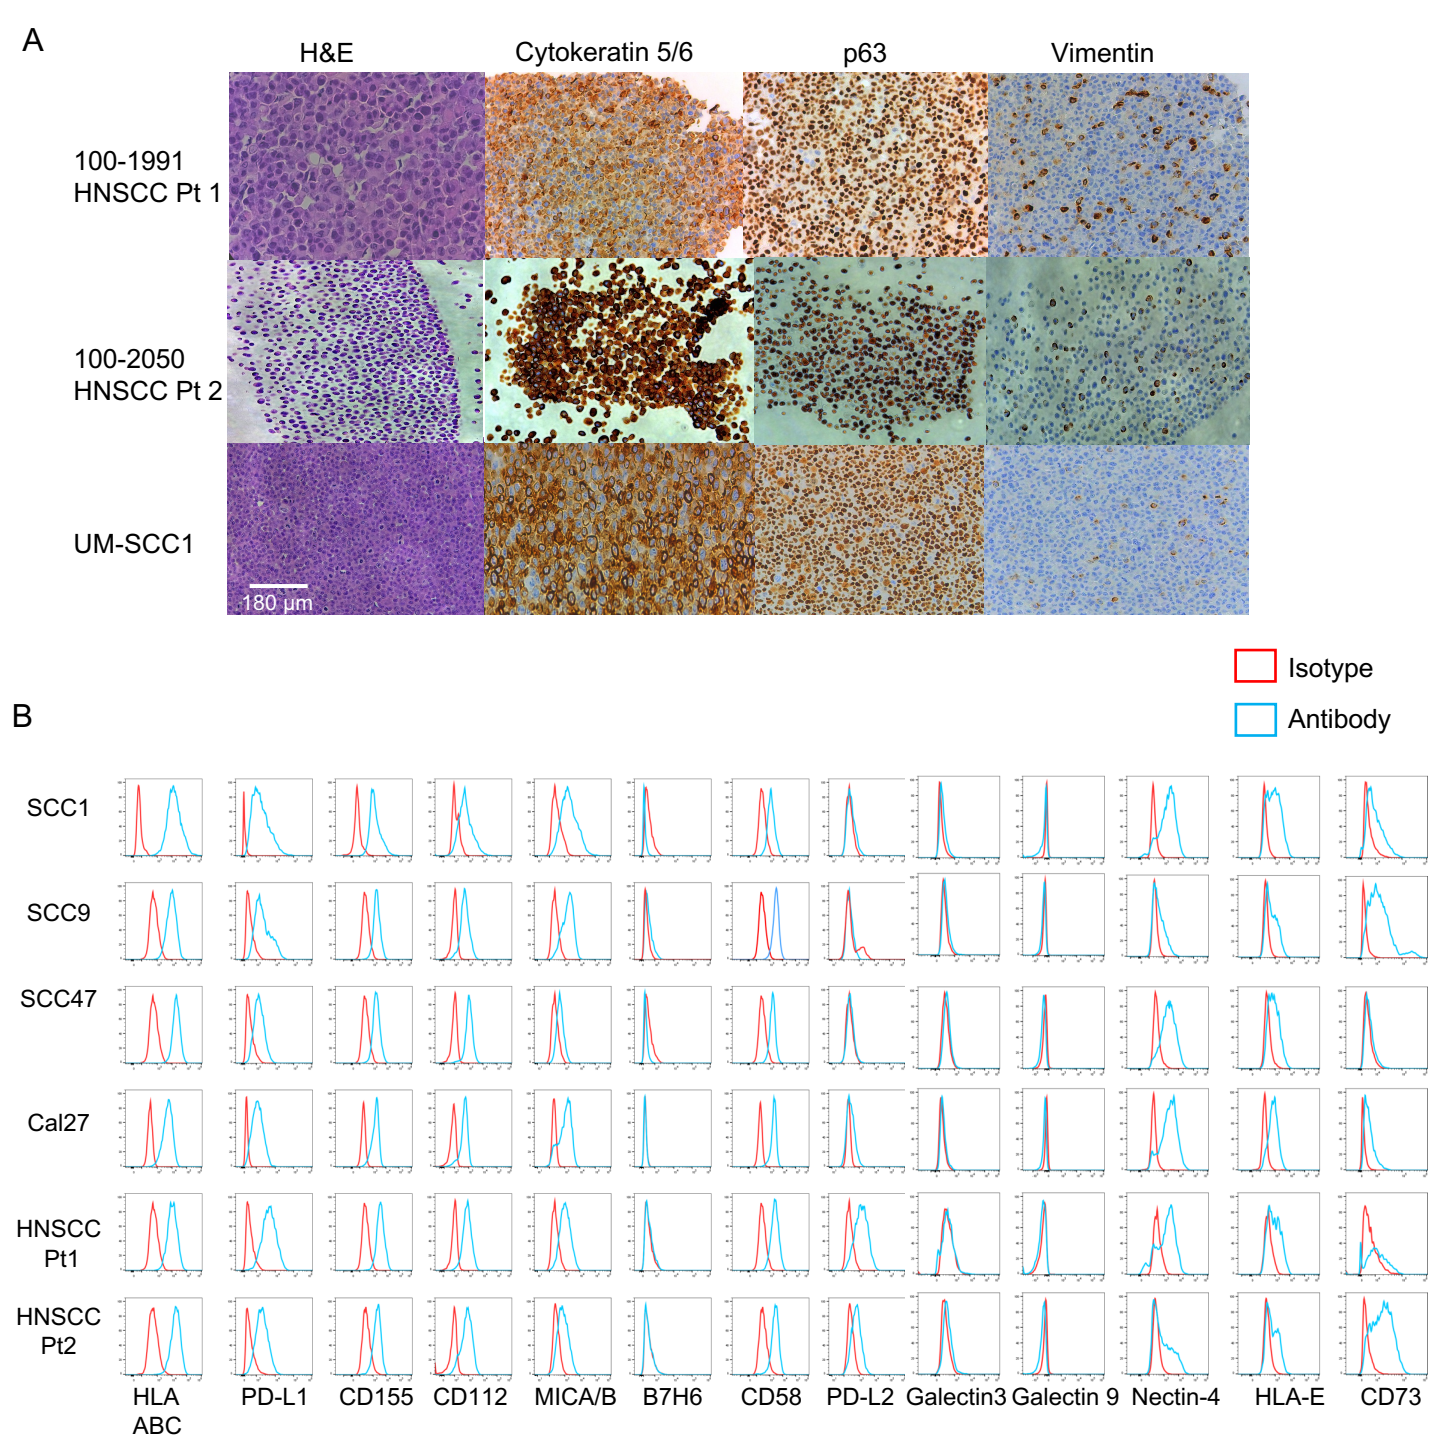 A
H&E
Cytokeratin 5/6
p63
Vimentin
100-1991
HNSCC Pt 1
100-2050
HNSCC Pt 2
UM-SCC1
180 µm
Isotype
Antibody
B
SCC1
SCC9
SCC47
Cal27
HNSCC
Pt1
HNSCC
Pt2
HLA
ABC
PD-L1
CD155
CD112
MICA/B
B7H6
CD58
PD-L2
Galectin3
Galectin 9
Nectin-4
HLA-E
CD73